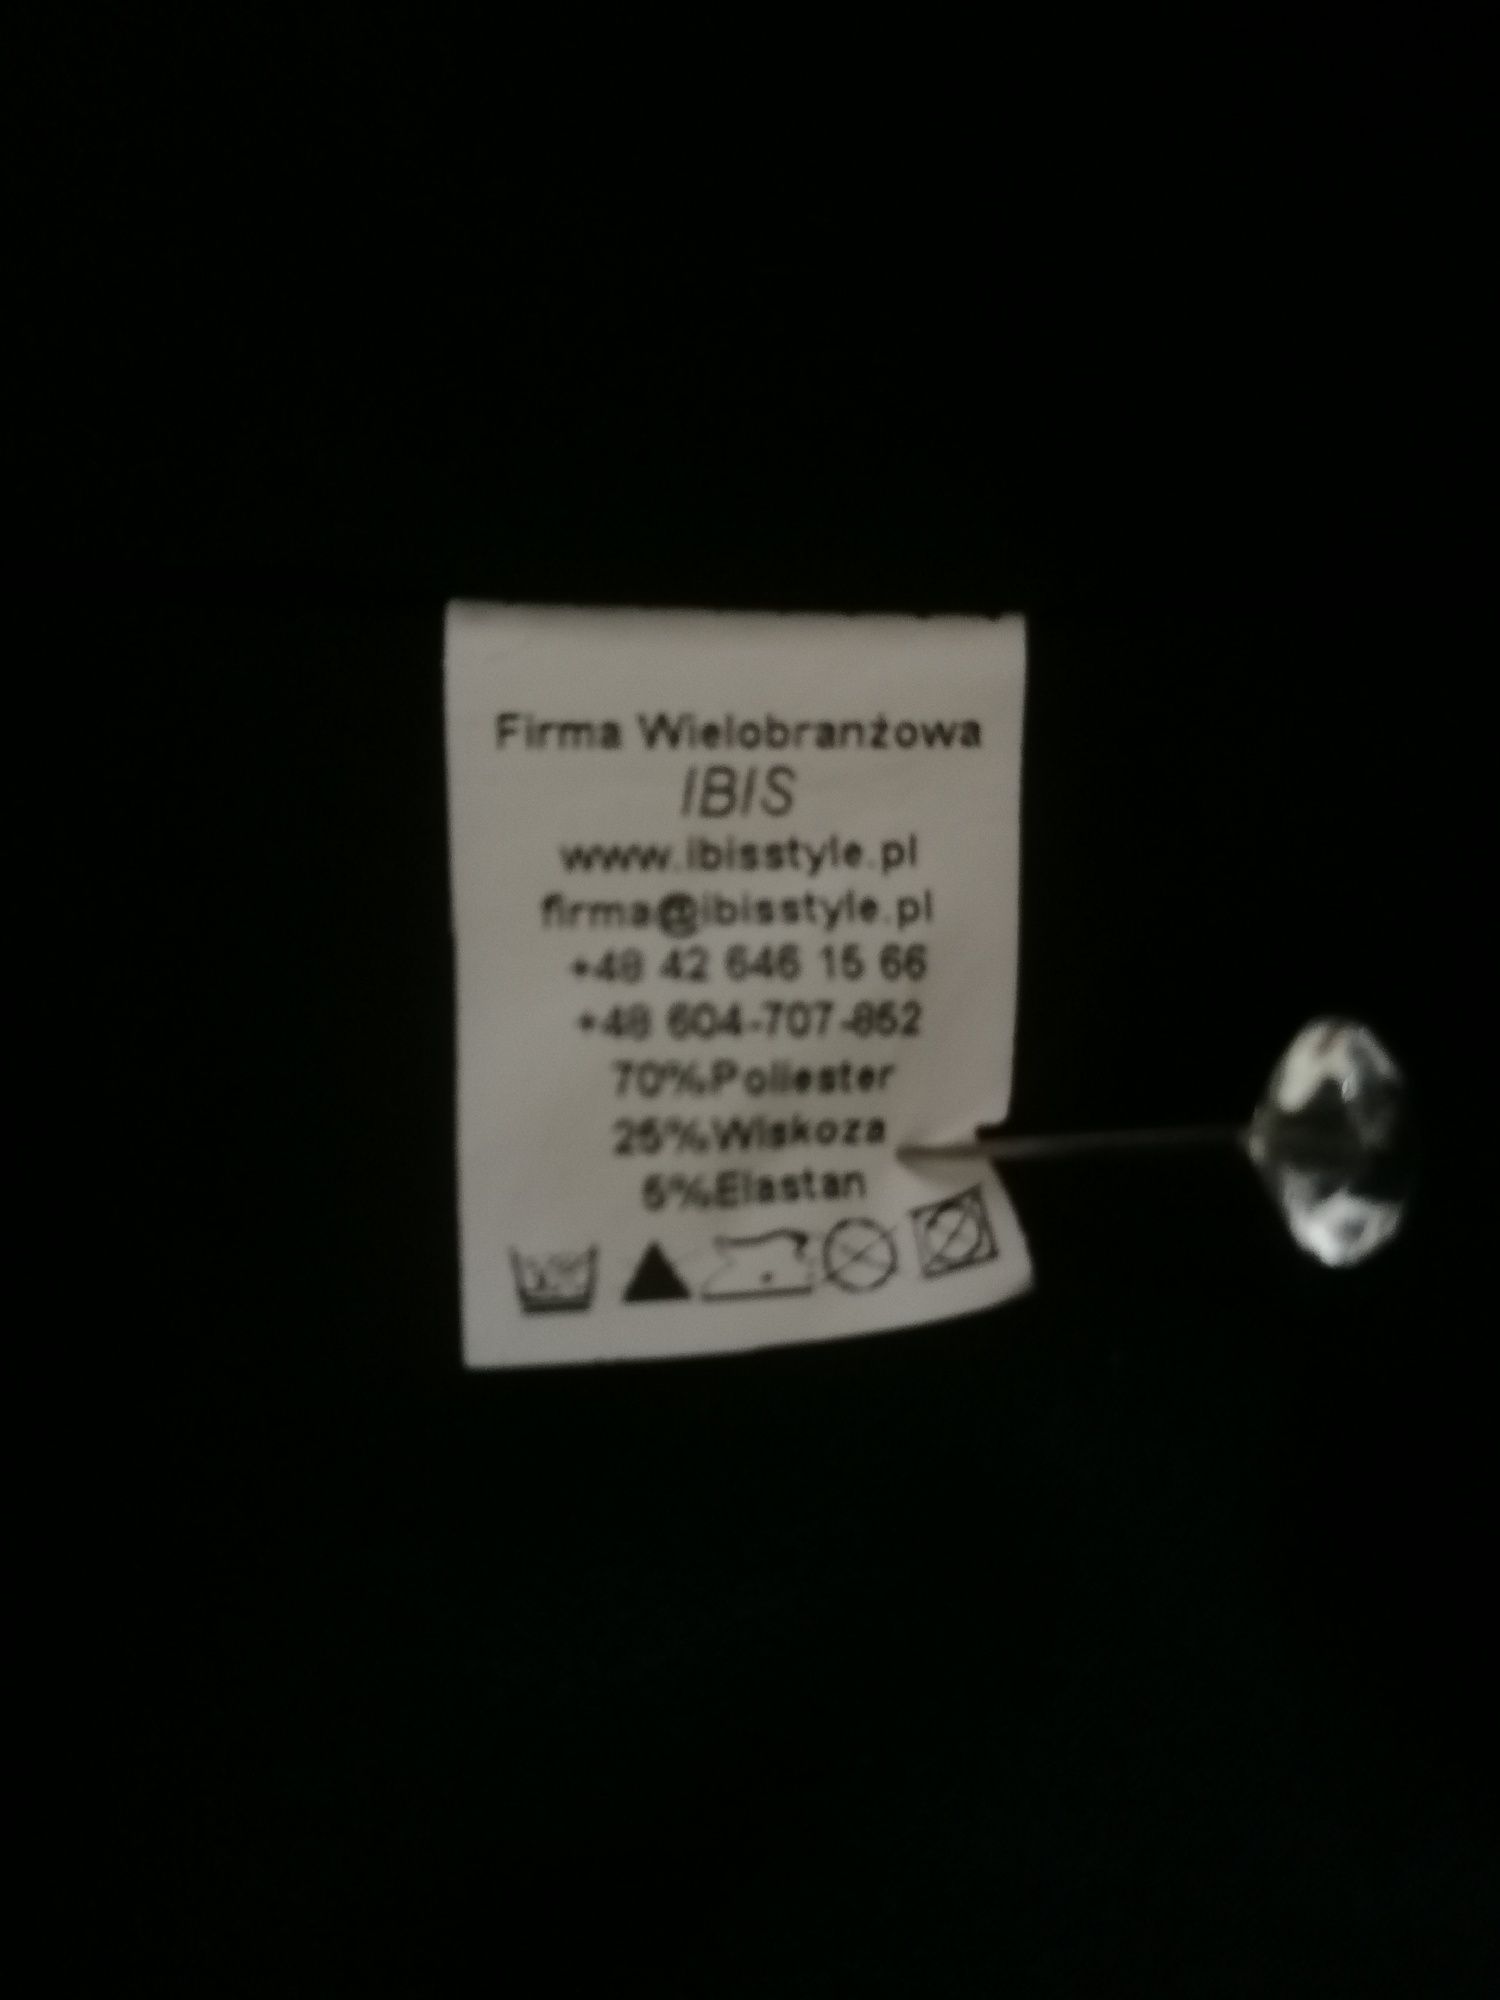 Firma Wielobranżowa
IBIS
www.ibisstyle.pl
firma@ibisstyle.pl
+48 42 646 15 66
+48 604-707-852
70%Poliester
25%Wiskoza
5%Elastan